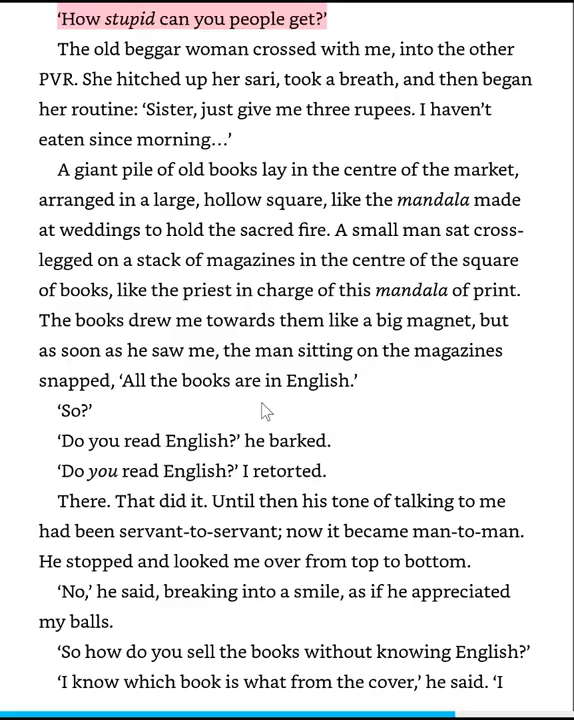 ‘How stupid can you people get?’
The old beggar woman crossed with me, into the other
PVR. She hitched up her sari, took a breath, and then began
her routine: ‘Sister, just give me three rupees. I haven’t
eaten since morning…’
A giant pile of old books lay in the centre of the market,
arranged in a large, hollow square, like the mandala made
at weddings to hold the sacred fire. A small man sat cross-
legged on a stack of magazines in the centre of the square
of books, like the priest in charge of this mandala of print.
The books drew me towards them like a big magnet, but
as soon as he saw me, the man sitting on the magazines
snapped, ‘All the books are in English.’
‘So?’
‘Do you read English?’ he barked.
‘Do you read English?’ I retorted.
There. That did it. Until then his tone of talking to me
had been servant-to-servant; now it became man-to-man.
He stopped and looked me over from top to bottom.
‘No,’ he said, breaking into a smile, as if he appreciated
my balls.
‘So how do you sell the books without knowing English?’
‘I know which book is what from the cover,’ he said. ‘I